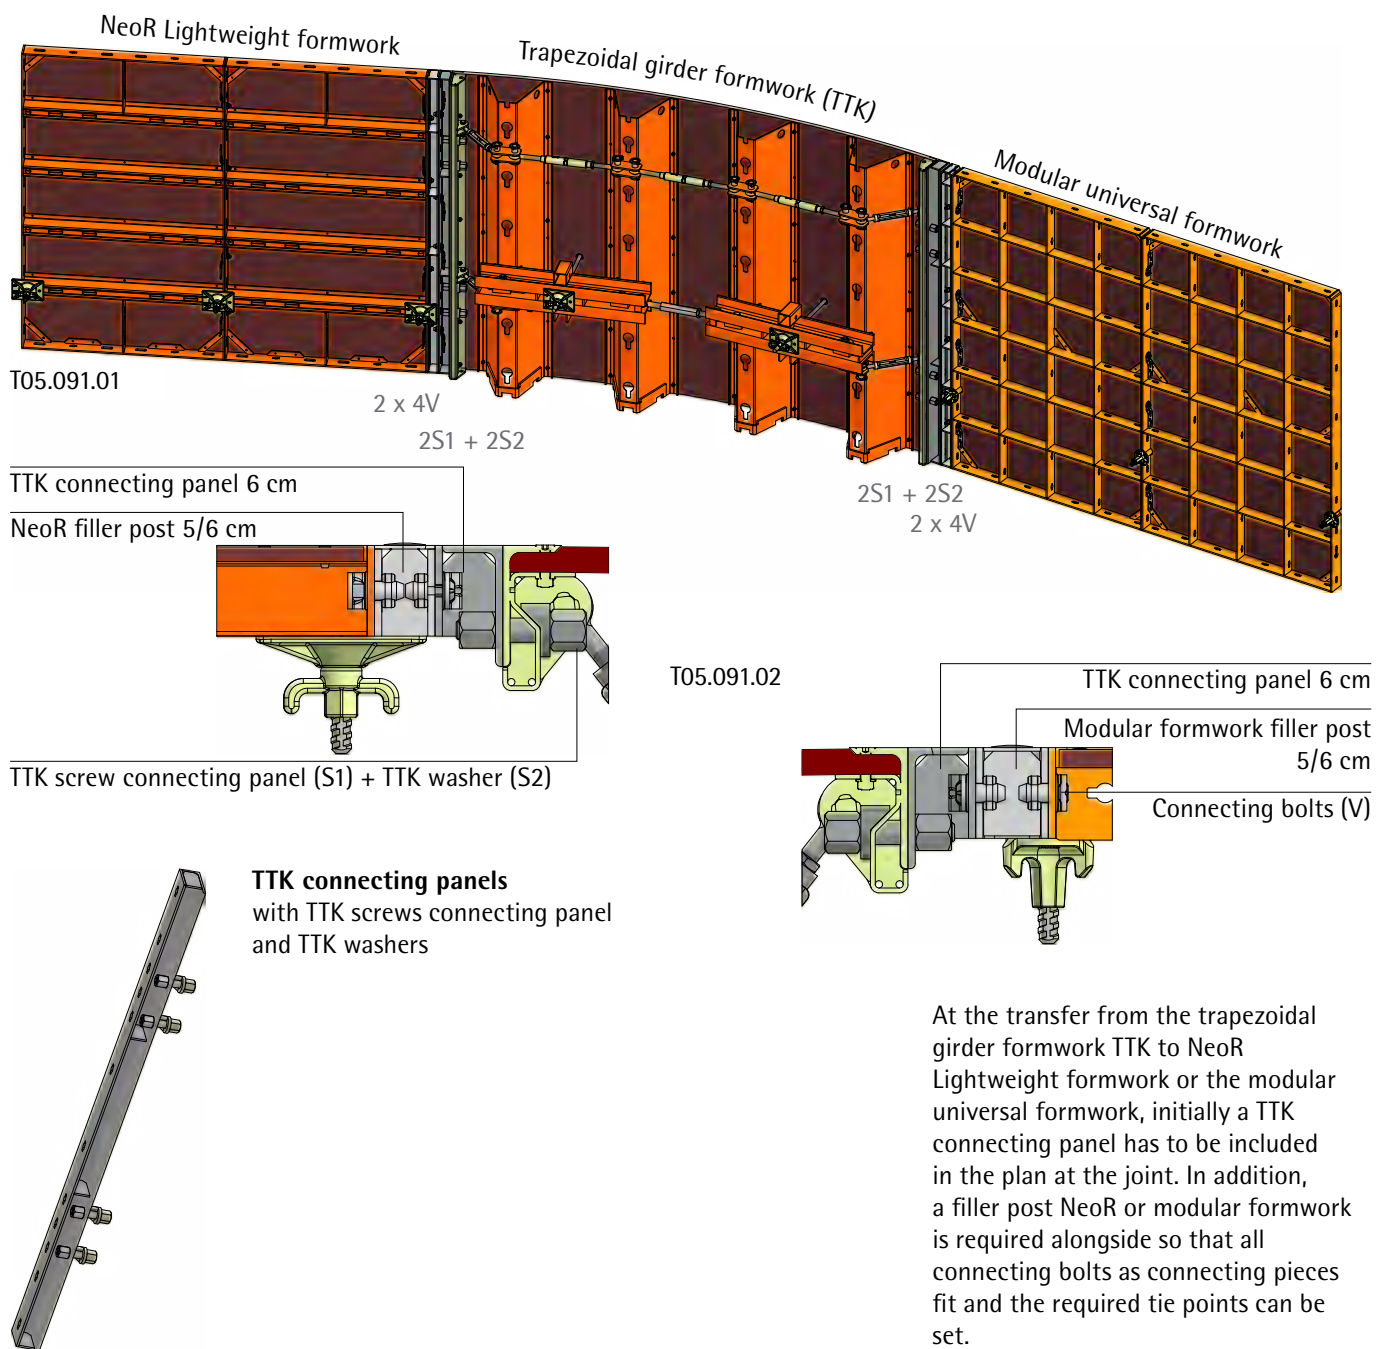 NeoR Lightweight formwork
Trapezoidal girder formwork (TTK)
Modular universal formwork
T05.091.01
2 x 4V
2S1 + 2S2
2S1 + 2S2
2 x 4V
TTK connecting panel 6 cm
NeoR filler post 5/6 cm
TTK screw connecting panel (S1) + TTK washer (S2)
T05.091.02
TTK connecting panel 6 cm
Modular formwork filler post
5/6 cm
Connecting bolts (V)
TTK connecting panels
with TTK screws connecting panel
and TTK washers
At the transfer from the trapezoidal
girder formwork TTK to NeoR
Lightweight formwork or the modular
universal formwork, initially a TTK
connecting panel has to be included
in the plan at the joint. In addition,
a filler post NeoR or modular formwork
is required alongside so that all
connecting bolts as connecting pieces
fit and the required tie points can be
set.